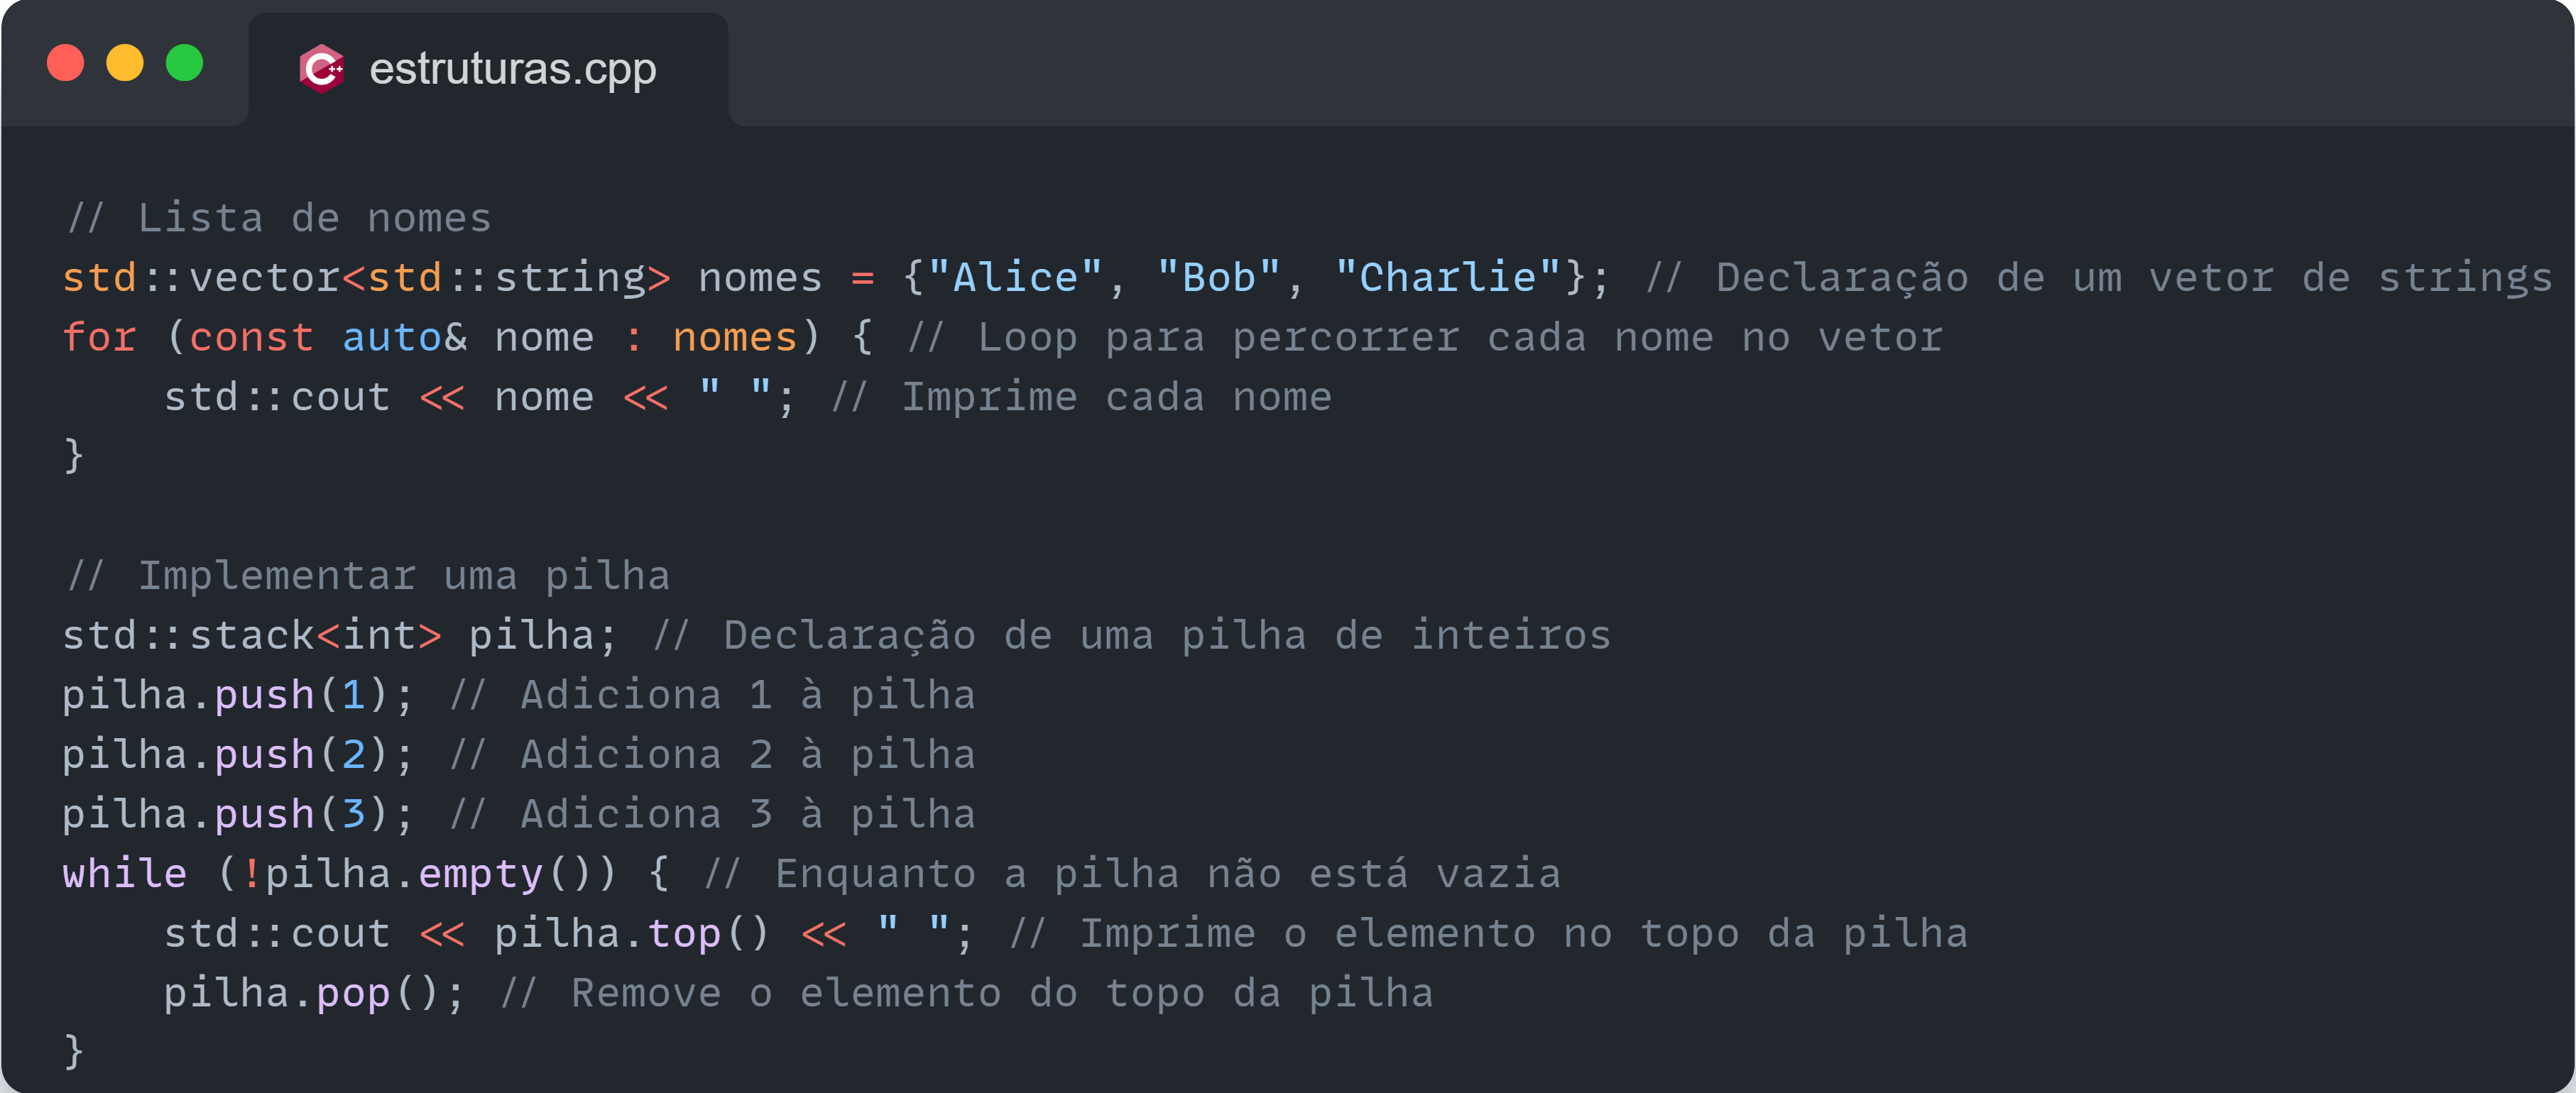 estruturas.cpp
// Lista de nomes
std::vector<std::string> nomes = {"Alice", "Bob", "Charlie"}; // Declaração de um vetor de strings
for (const auto& nome : nomes) { // Loop para percorrer cada nome no vetor
    std::cout << nome << " "; // Imprime cada nome
}
// Implementar uma pilha
std::stack<int> pilha; // Declaração de uma pilha de inteiros
pilha.push(1); // Adiciona 1 à pilha
pilha.push(2); // Adiciona 2 à pilha
pilha.push(3); // Adiciona 3 à pilha
while (!pilha.empty()) { // Enquanto a pilha não está vazia
    std::cout << pilha.top() << " "; // Imprime o elemento no topo da pilha
    pilha.pop(); // Remove o elemento do topo da pilha
}